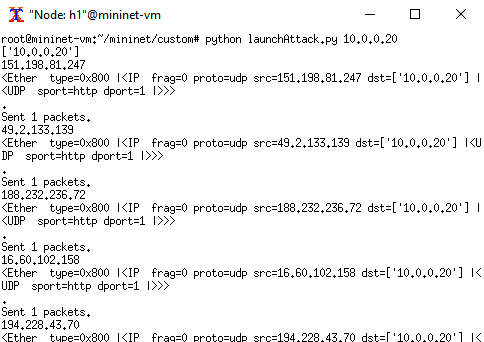 "Node: h1"@mininet-vm
root@mininet-vm:~/mininet/custom# python launchAttack.py 10.0.0.20
['10.0.0.20']
151.198.81.247
<Ether  type=0x800 |<IP  frag=0 proto=udp src=151.198.81.247 dst=['10.0.0.20'] |
<UDP  sport=http dport=1 |>>>
.
Sent 1 packets.
49.2.133.139
<Ether  type=0x800 |<IP  frag=0 proto=udp src=49.2.133.139 dst=['10.0.0.20'] |<U
DP  sport=http dport=1 |>>>
.
Sent 1 packets.
188.232.236.72
<Ether  type=0x800 |<IP  frag=0 proto=udp src=188.232.236.72 dst=['10.0.0.20'] |
<UDP  sport=http dport=1 |>>>
.
Sent 1 packets.
16.60.102.158
<Ether  type=0x800 |<IP  frag=0 proto=udp src=16.60.102.158 dst=['10.0.0.20'] |<
UDP  sport=http dport=1 |>>>
.
Sent 1 packets.
194.228.43.70
<Ether  type=0x800 |<IP  frag=0 proto=udp src=194.228.43.70 dst=['10.0.0.20'] |<